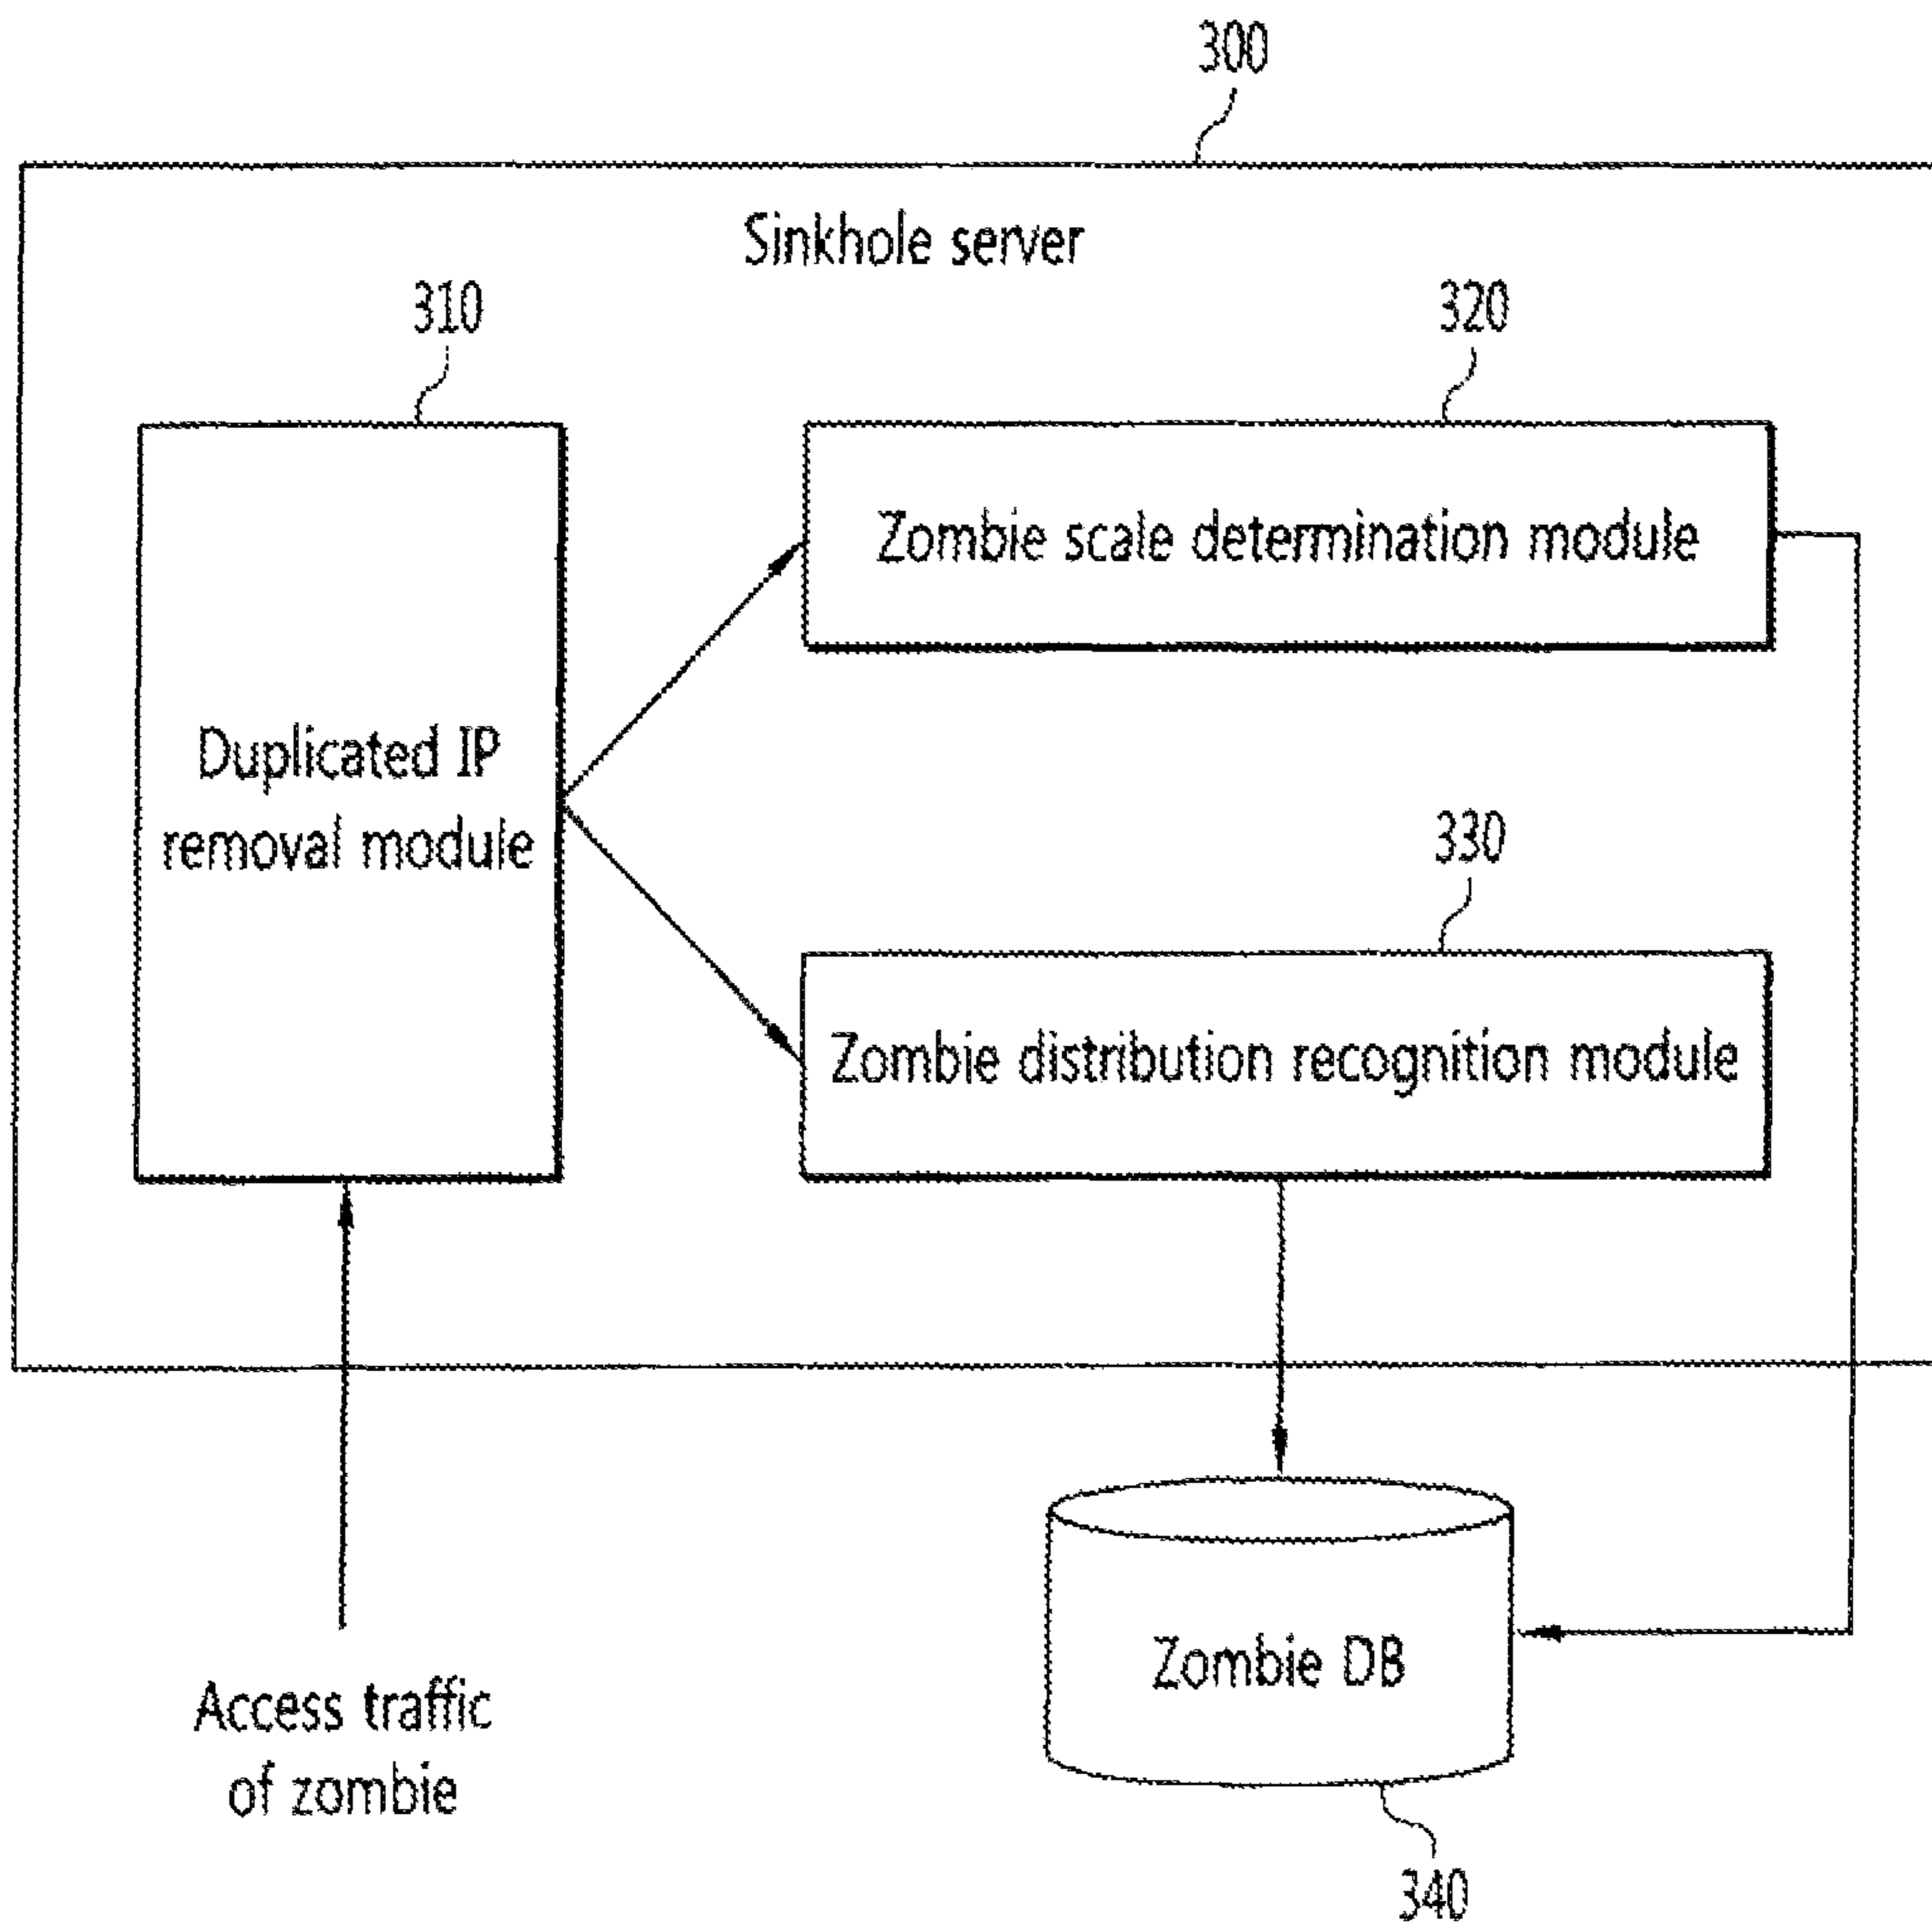 300
Sinkhole server
310
320
Zombie scale determination module
Duplicated IP
removal module
330
Zombie distribution recognition module
Zombie DB
Access traffic
of zombie
340